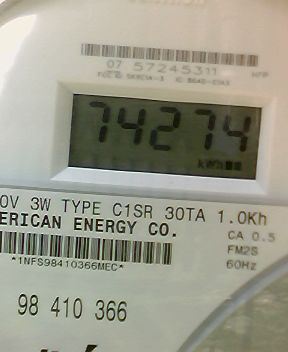 07 57245311
74274
kWh
0V 3W TYPE C1SR 30TA 1.0Kh
ERICAN ENERGY CO.
CA 0.5
FM2S
60Hz
*1NFS98410366MEC*
98 410 366